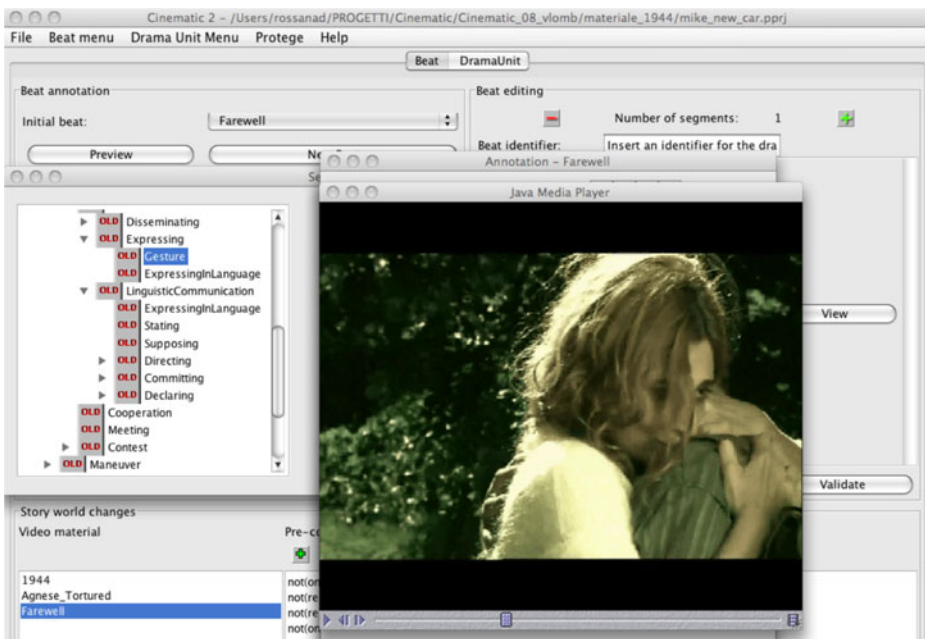 Cinematic 2 – /Users/rossanad/PROGETTI/Cinematic/Cinematic_08_vlomb/materiale_1944/mike_new_car.pprj
File Beat menu Drama Unit Menu Protege Help
Beat DramaUnit
Beat annotation
Initial beat: Farewell
Preview
Beat editing
Number of segments: 1
Beat identifier: Insert an identifier for the dra
Annotation – Farewell
Java Media Player
OLD Disseminating
OLD Expressing
OLD Gesture
OLD ExpressingInLanguage
OLD LinguisticCommunication
OLD ExpressingInLanguage
OLD Stating
OLD Supposing
OLD Directing
OLD Committing
OLD Declaring
OLD Cooperation
OLD Meeting
OLD Contest
OLD Maneuver
View
Validate
Story world changes
Video material
1944
Agnese_Tortured
Farewell